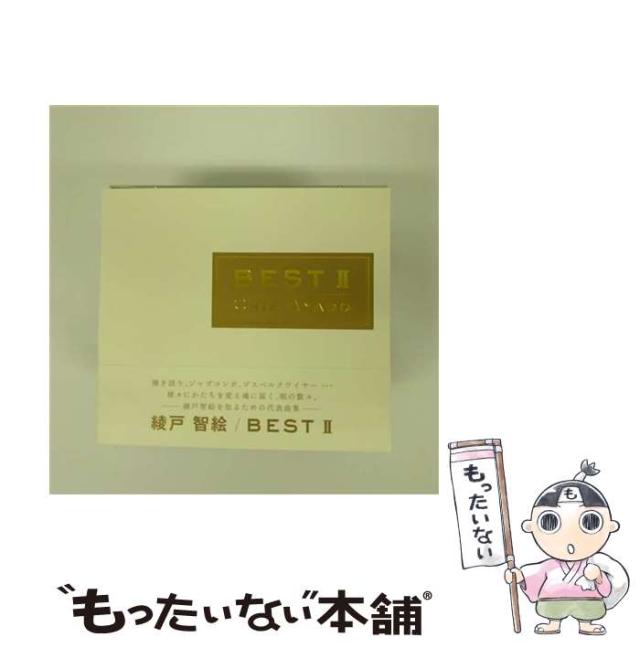 BEST II
Chie Ayado
弾き語り、ジャズコンボ、ゴスペルクワイヤー…
様々にかたちを変え魂に届く、唄の数々。
綾戸智絵を知るための代表曲集
綾戸 智絵 / BEST II
もったいない
も
“もったいない”本舗®